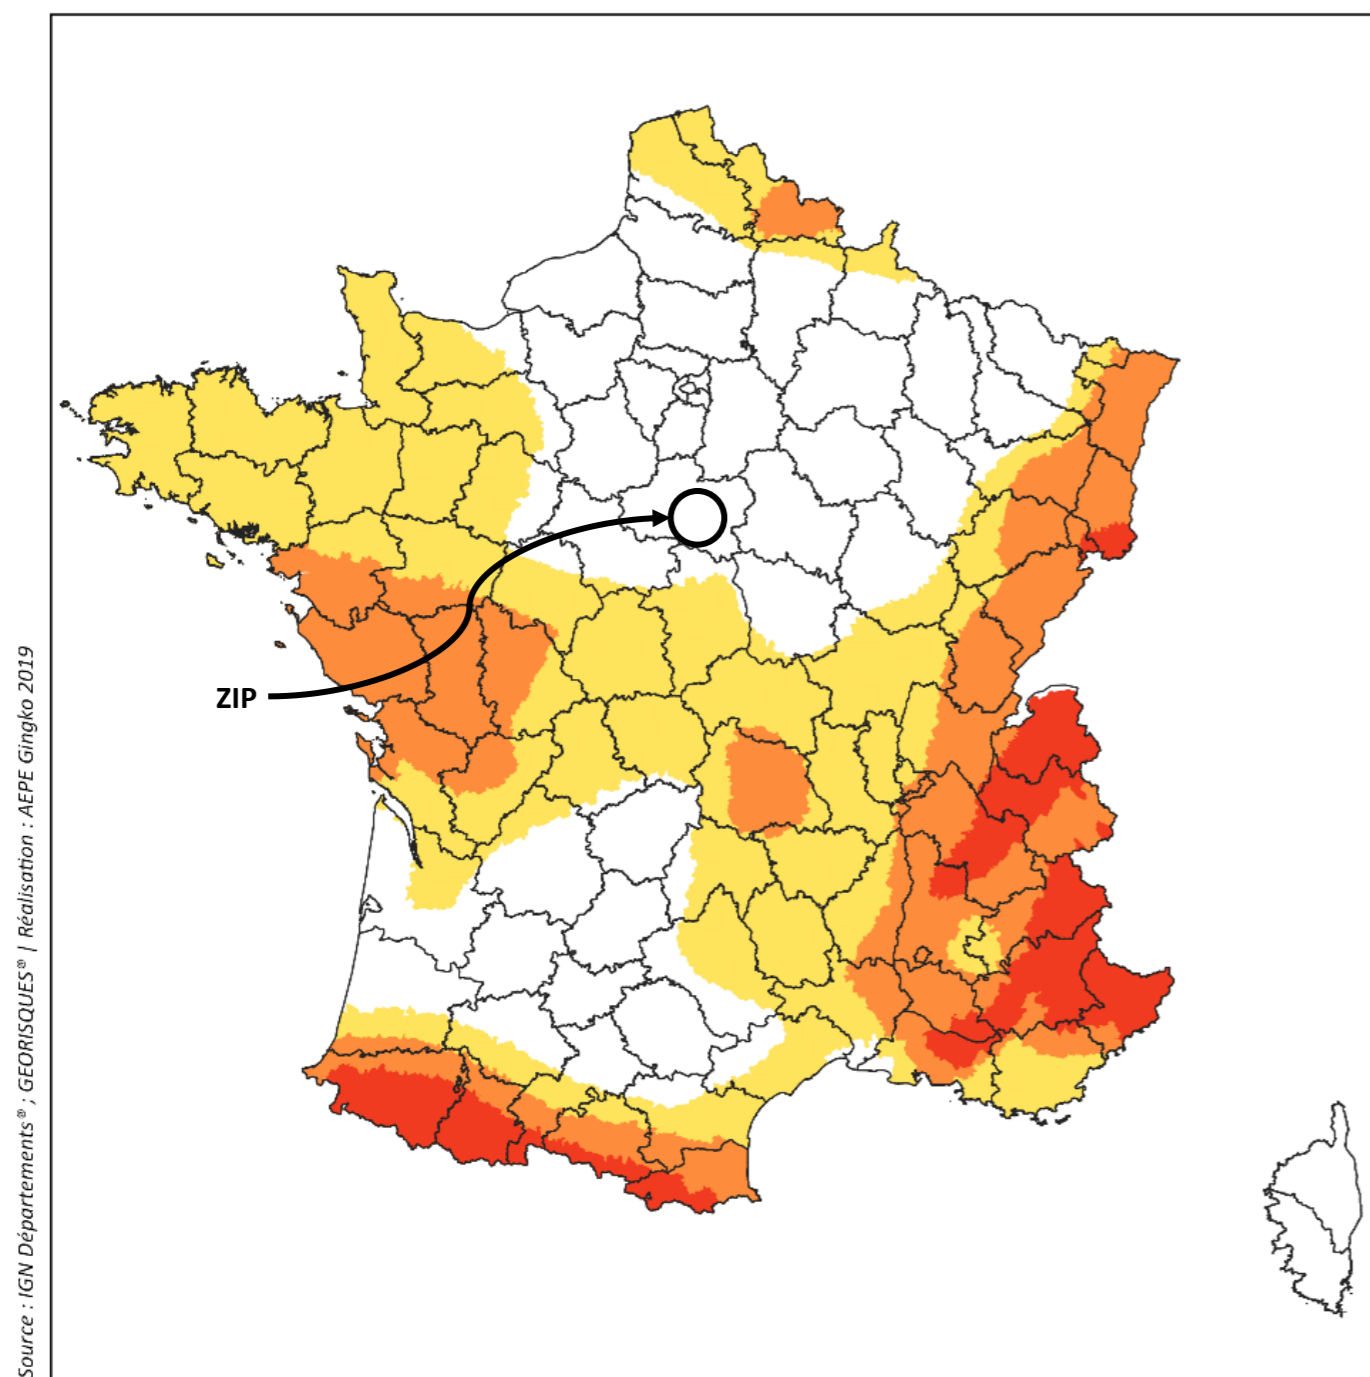 Source : IGN Départements® ; GEORISQUES® | Réalisation : AEPE Gingko 2019
ZIP